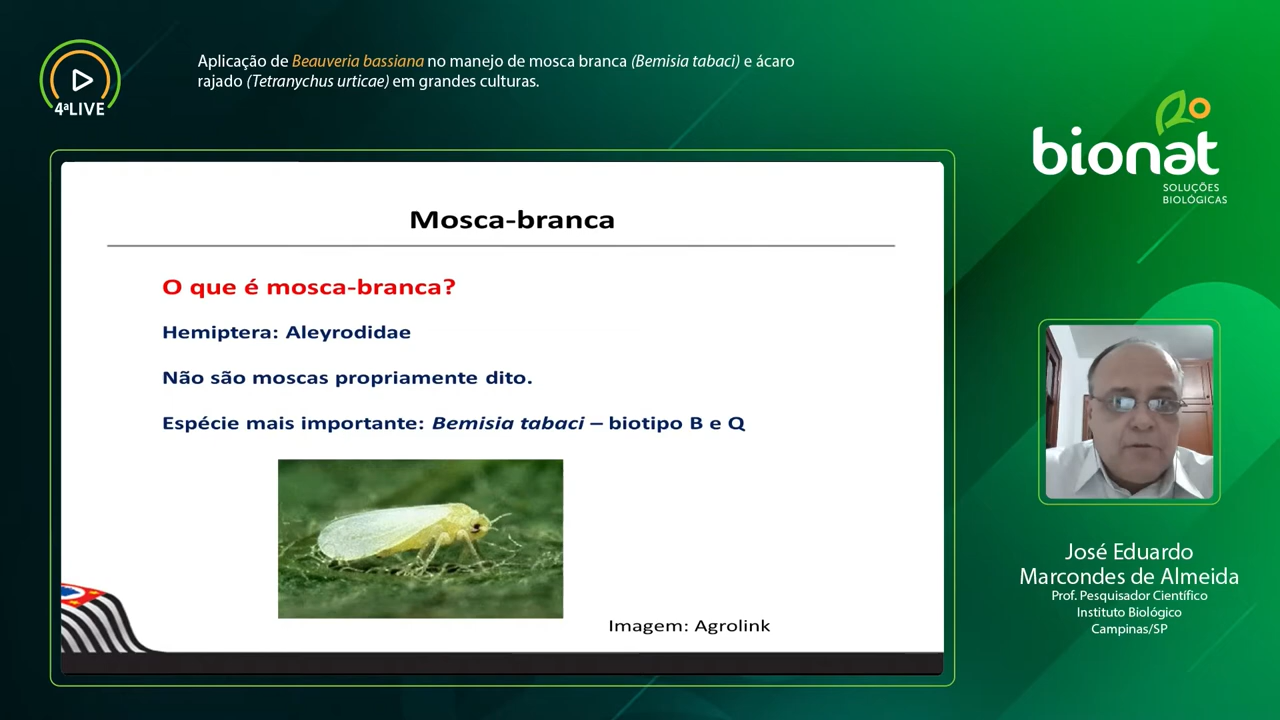 4ªLIVE
Aplicação de Beauveria bassiana no manejo de mosca branca (Bemisia tabaci) e ácaro
rajado (Tetranychus urticae) em grandes culturas.
bionat
SOLUÇÕES
BIOLÓGICAS
Mosca-branca
O que é mosca-branca?
Hemiptera: Aleyrodidae
Não são moscas propriamente dito.
Espécie mais importante: Bemisia tabaci – biotipo B e Q
Imagem: Agrolink
José Eduardo
Marcondes de Almeida
Prof. Pesquisador Científico
Instituto Biológico
Campinas/SP